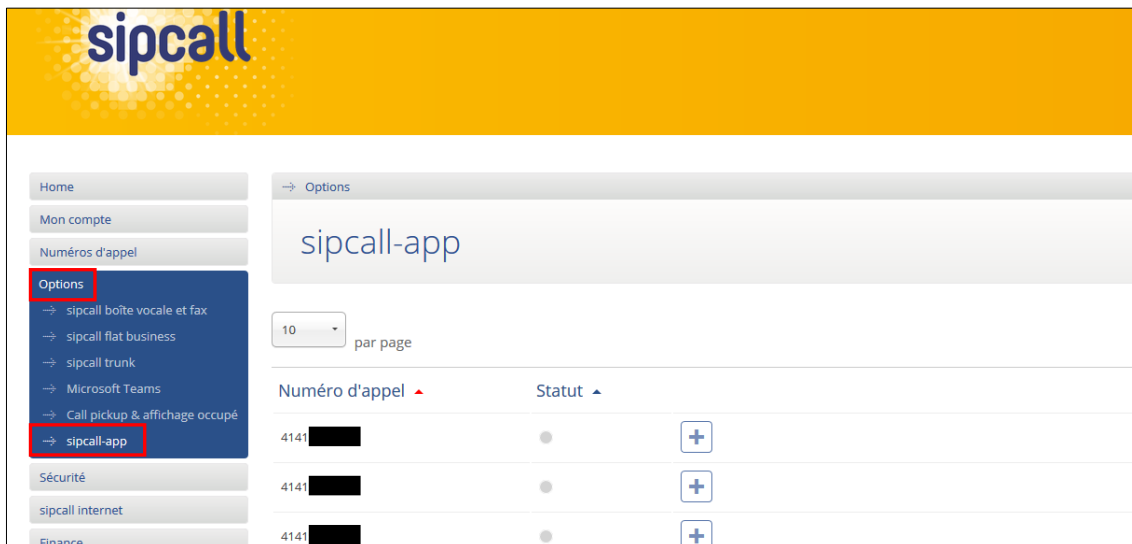 sipcall
Home
Mon compte
Numéros d'appel
Options
sipcall boîte vocale et fax
sipcall flat business
sipcall trunk
Microsoft Teams
Call pickup & affichage occupé
sipcall-app
Sécurité
sipcall internet
Finance
Options
sipcall-app
10 par page
Numéro d'appel Statut
4141
4141
4141